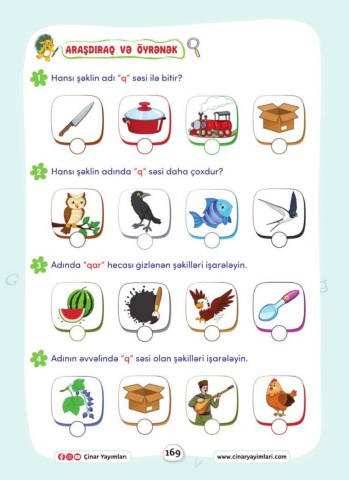 ARAŞDIRAQ VƏ ÖYRƏNƏK
1 Hansı şəklin adı "q" səsi ilə bitir?
2 Hansı şəklin adında "q" səsi daha çoxdur?
3 Adında "qar" hecası gizlənən şəkilləri işarələyin.
Adının əvvəlində "q" səsi olan şəkilləri işarələyin.
Çinar Yayımları
169
www.cinaryayimlari.com